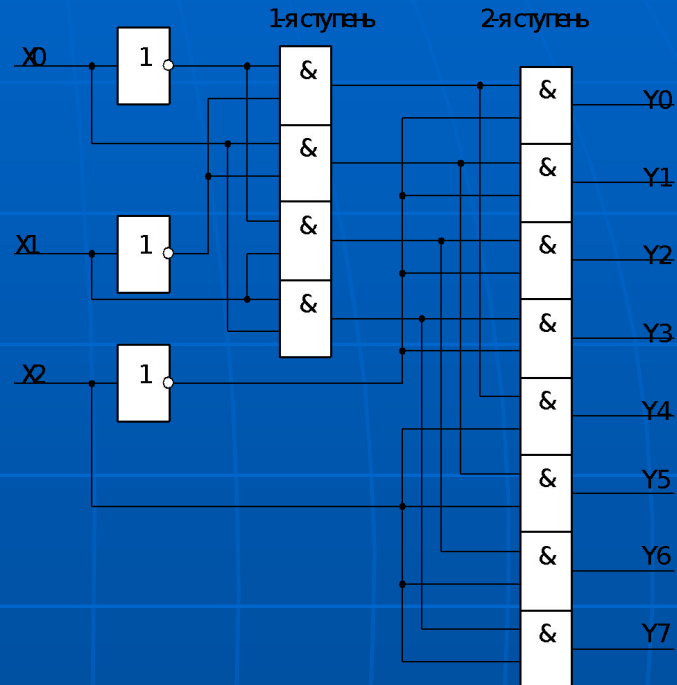 1-я ступень 2-я ступень
X0 1 & & Y0
& & Y1
X1 1 & & Y2
& & Y3
X2 1 & Y4
& Y5
& Y6
& Y7